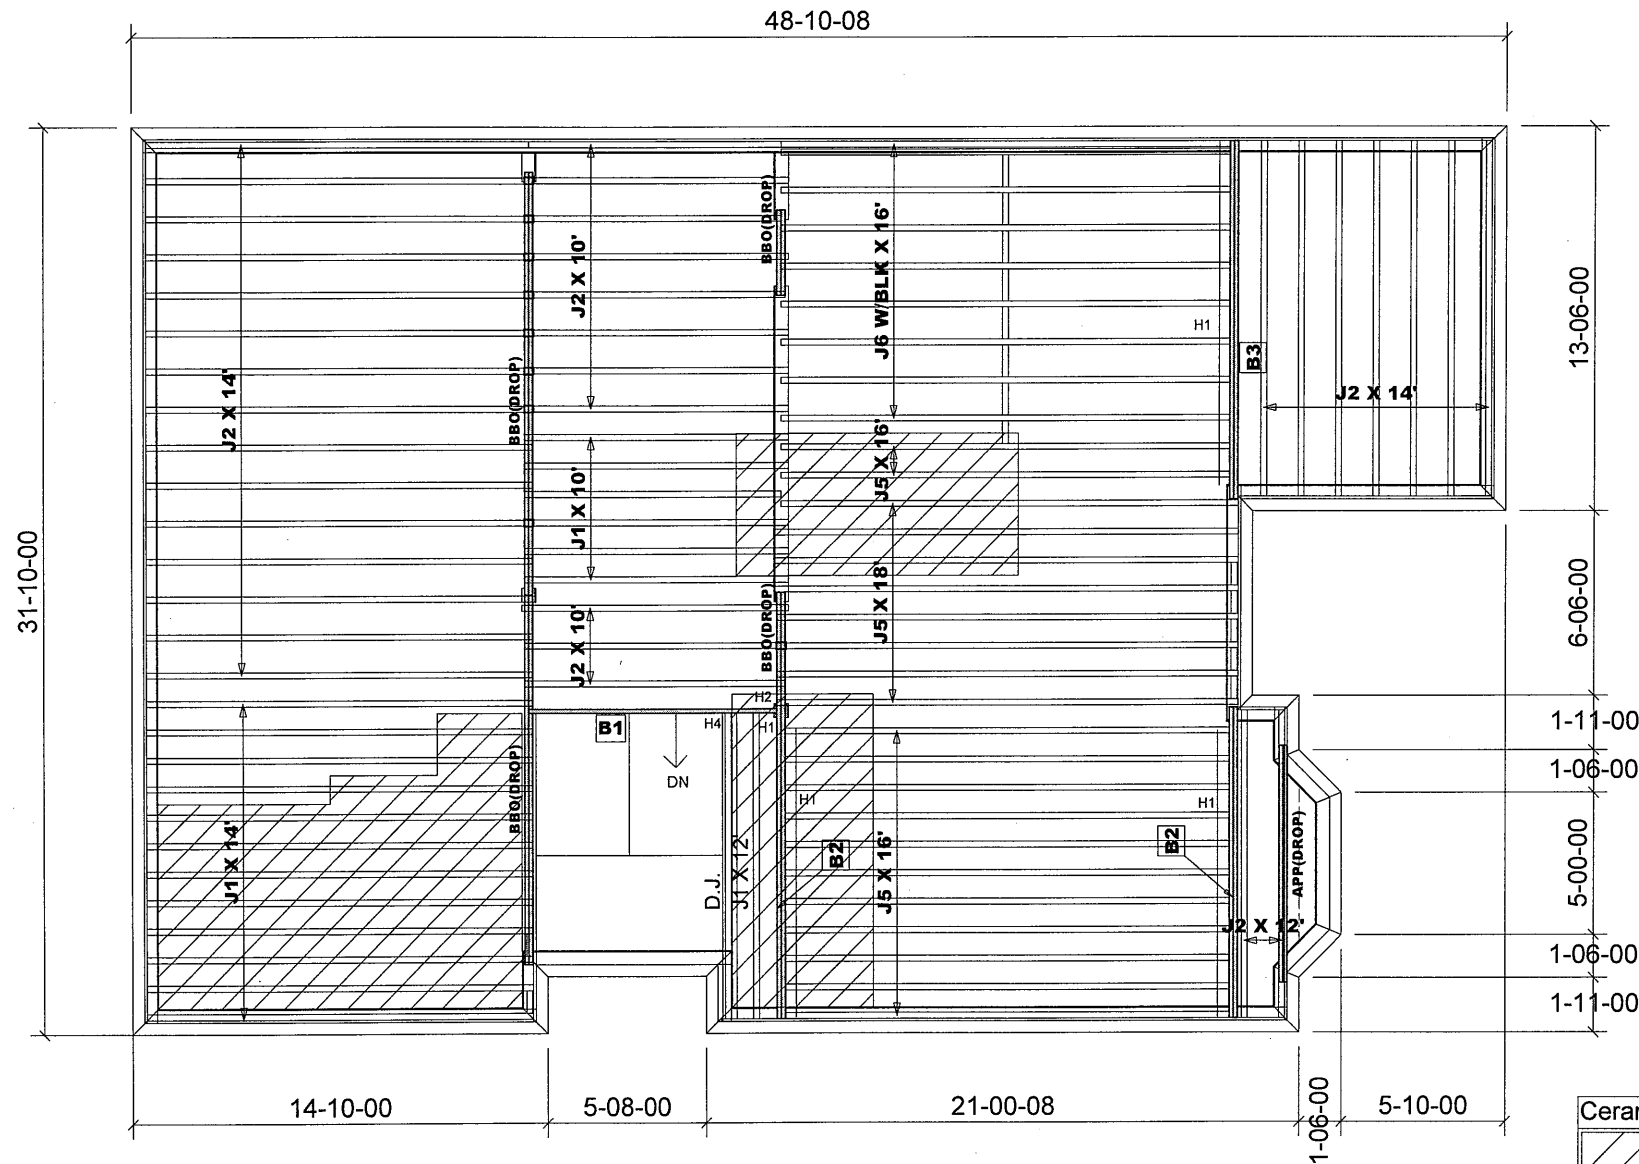 48-10-08
31-10-00
BBO(DROP)
J2 X 10'
J6 W/BLK X 16'
H1
B3
J2 X 14'
13-06-00
J2 X 14'
BBO(DROP)
J1 X 10'
J5 X 16'
J2 X 10'
BBO(DROP)
J5 X 18'
6-06-00
H2
H4
H1
B1
DN
1-11-00
1-06-00
BBO(DROP)
J1 X 14'
H1
H1
D.J.
J1 X 12'
B2
J5 X 16'
B2
APP(DROP)
5-00-00
J2 X 12'
1-06-00
1-11-00
14-10-00
5-08-00
21-00-08
1-06-00
5-10-00
Ceran